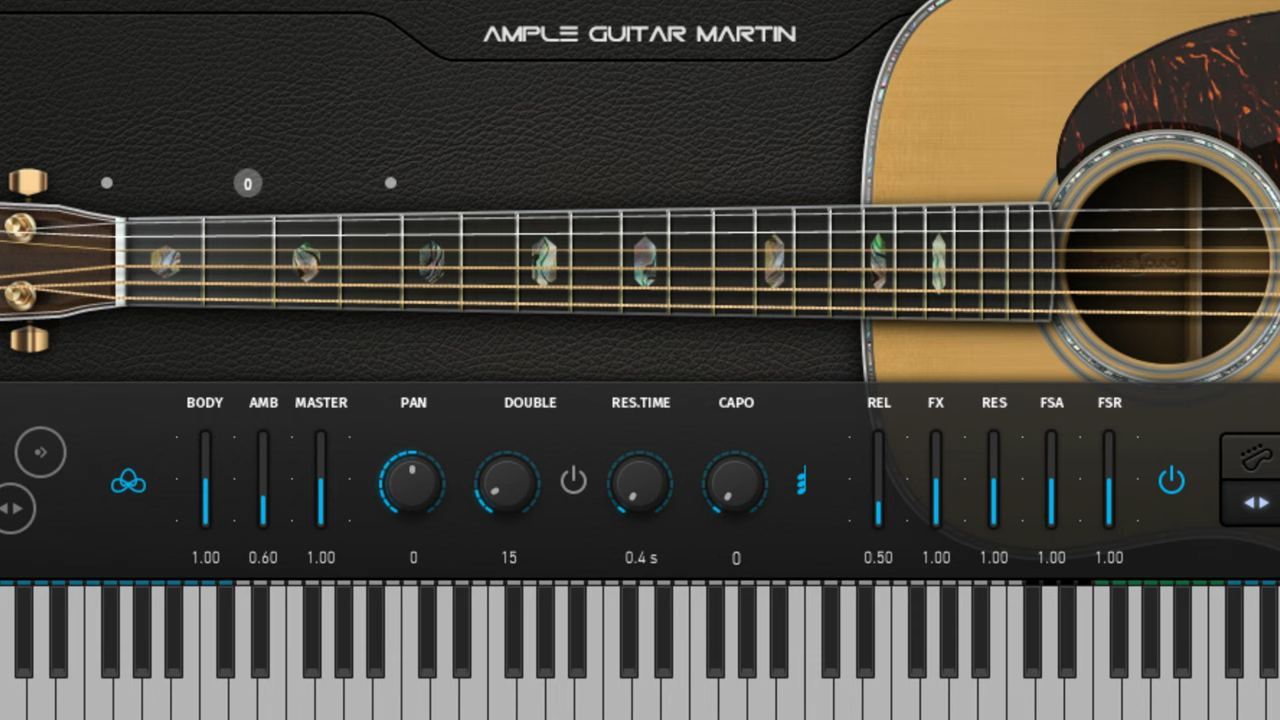 AMPLE GUITAR MARTIN
0
BODY AMB MASTER PAN DOUBLE RES.TIME CAPO REL FX RES FSA FSR
1.00 0.60 1.00 0 15 0.4 s 0 0.50 1.00 1.00 1.00 1.00